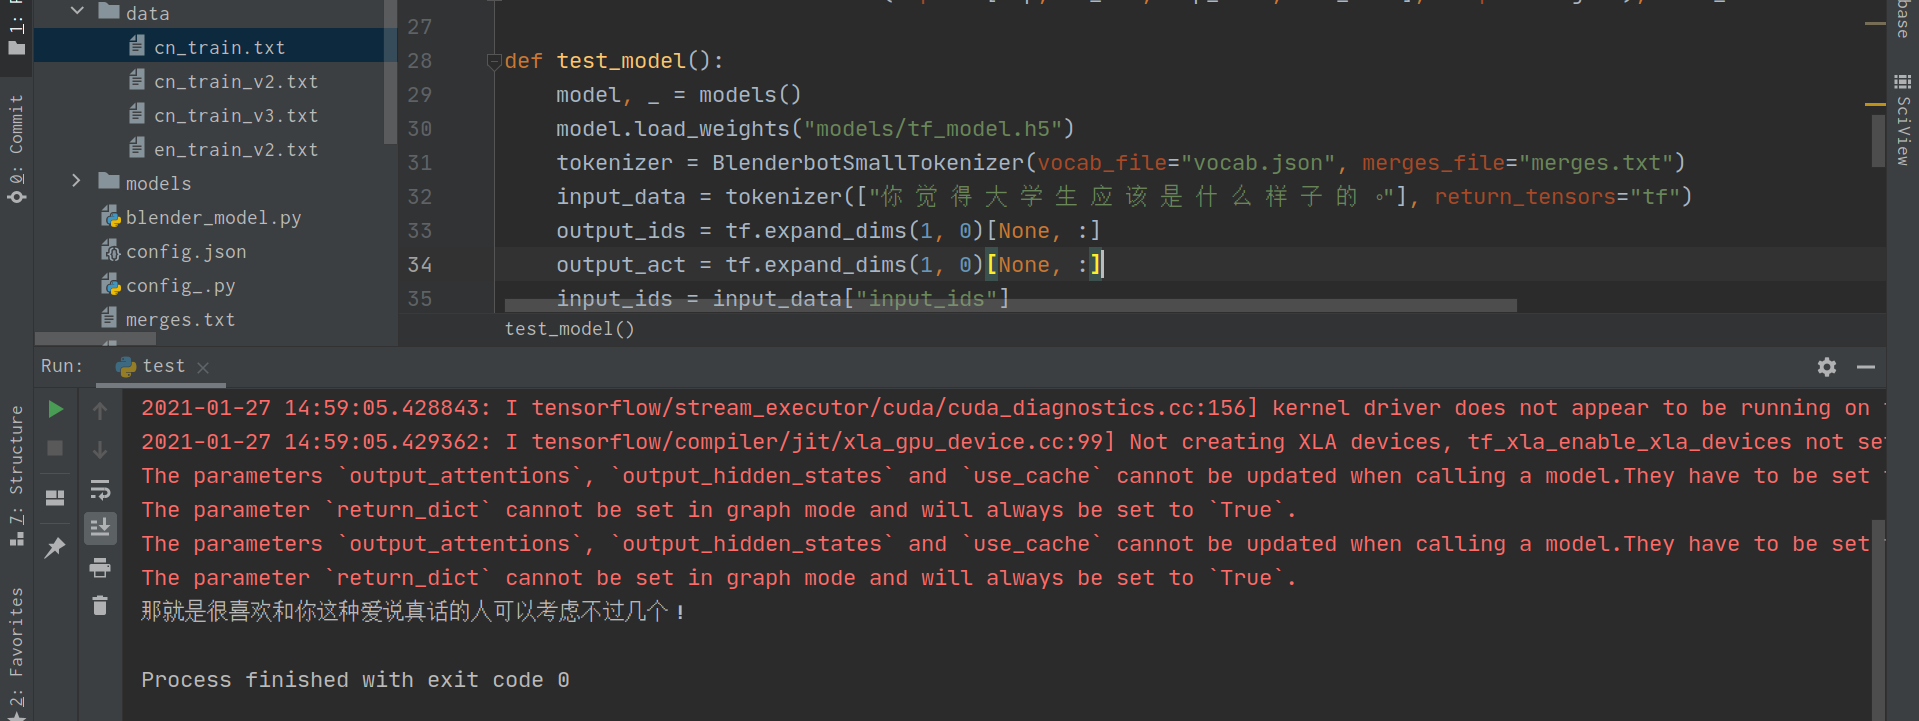 data
cn_train.txt
cn_train_v2.txt
cn_train_v3.txt
en_train_v2.txt
models
blender_model.py
config.json
config_.py
merges.txt
27
28 def test_model():
29 model, _ = models()
30 model.load_weights("models/tf_model.h5")
31 tokenizer = BlenderbotSmallTokenizer(vocab_file="vocab.json", merges_file="merges.txt")
32 input_data = tokenizer(["你 觉 得 大 学 生 应 该 是 什 么 样 子 的 。"], return_tensors="tf")
33 output_ids = tf.expand_dims(1, 0)[None, :]
34 output_act = tf.expand_dims(1, 0)[None, :]
35 input_ids = input_data["input_ids"]
test_model()
Run: test
2021-01-27 14:59:05.428843: I tensorflow/stream_executor/cuda/cuda_diagnostics.cc:156] kernel driver does not appear to be running on
2021-01-27 14:59:05.429362: I tensorflow/compiler/jit/xla_gpu_device.cc:99] Not creating XLA devices, tf_xla_enable_xla_devices not se
The parameters `output_attentions`, `output_hidden_states` and `use_cache` cannot be updated when calling a model.They have to be set
The parameter `return_dict` cannot be set in graph mode and will always be set to `True`.
The parameters `output_attentions`, `output_hidden_states` and `use_cache` cannot be updated when calling a model.They have to be set
The parameter `return_dict` cannot be set in graph mode and will always be set to `True`.
那就是很喜欢和你这种爱说真话的人可以考虑不过几个！
Process finished with exit code 0
1:
0: Commit
7: Structure
2: Favorites
base
SciView